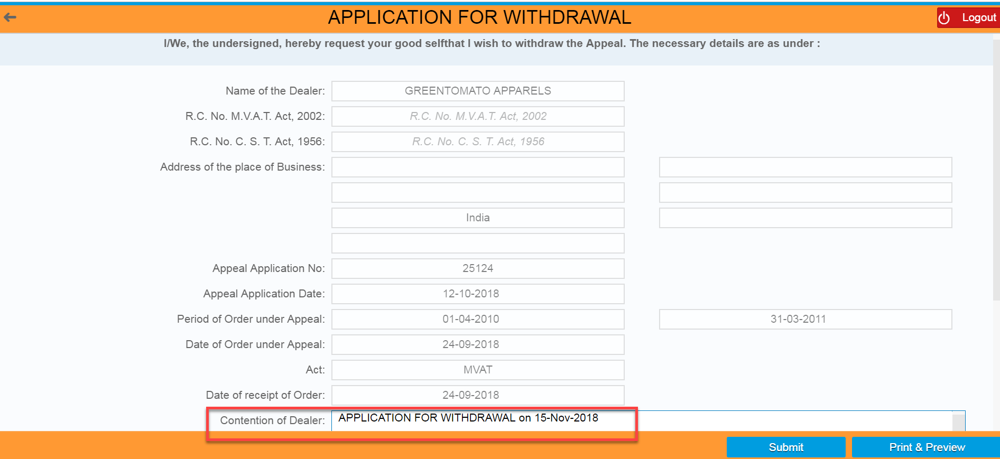 APPLICATION FOR WITHDRAWAL
Logout
I/We, the undersigned, hereby request your good selfthat I wish to withdraw the Appeal. The necessary details are as under :
Name of the Dealer: GREENTOMATO APPARELS
R.C. No. M.V.A.T. Act, 2002: R.C. No. M.V.A.T. Act, 2002
R.C. No. C. S. T. Act, 1956: R.C. No. C. S. T. Act, 1956
Address of the place of Business:
India
Appeal Application No: 25124
Appeal Application Date: 12-10-2018
Period of Order under Appeal: 01-04-2010 31-03-2011
Date of Order under Appeal: 24-09-2018
Act: MVAT
Date of receipt of Order: 24-09-2018
Contention of Dealer: APPLICATION FOR WITHDRAWAL on 15-Nov-2018
Submit Print & Preview